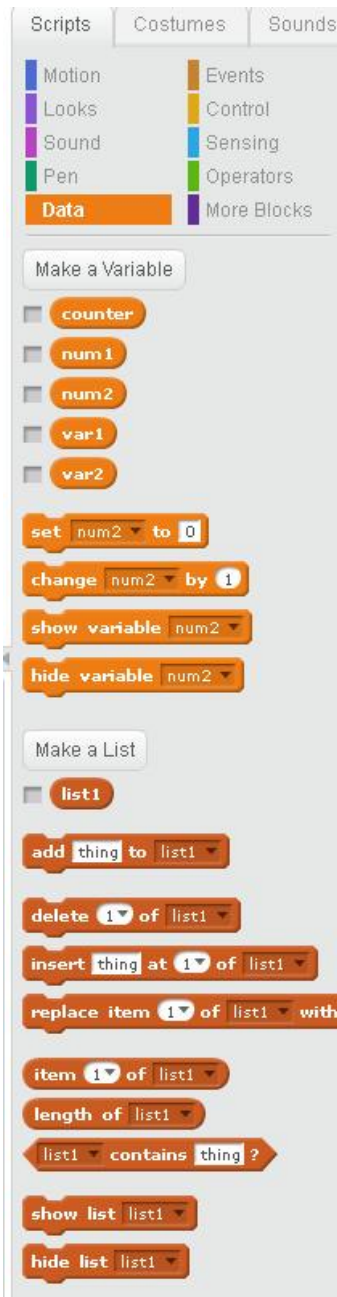 Scripts Costumes Sounds
Motion Events
Looks Control
Sound Sensing
Pen Operators
Data More Blocks
Make a Variable
counter
num1
num2
var1
var2
set num2 to 0
change num2 by 1
show variable num2
hide variable num2
Make a List
list1
add thing to list1
delete 1 of list1
insert thing at 1 of list1
replace item 1 of list1 with
item 1 of list1
length of list1
list1 contains thing ?
show list list1
hide list list1